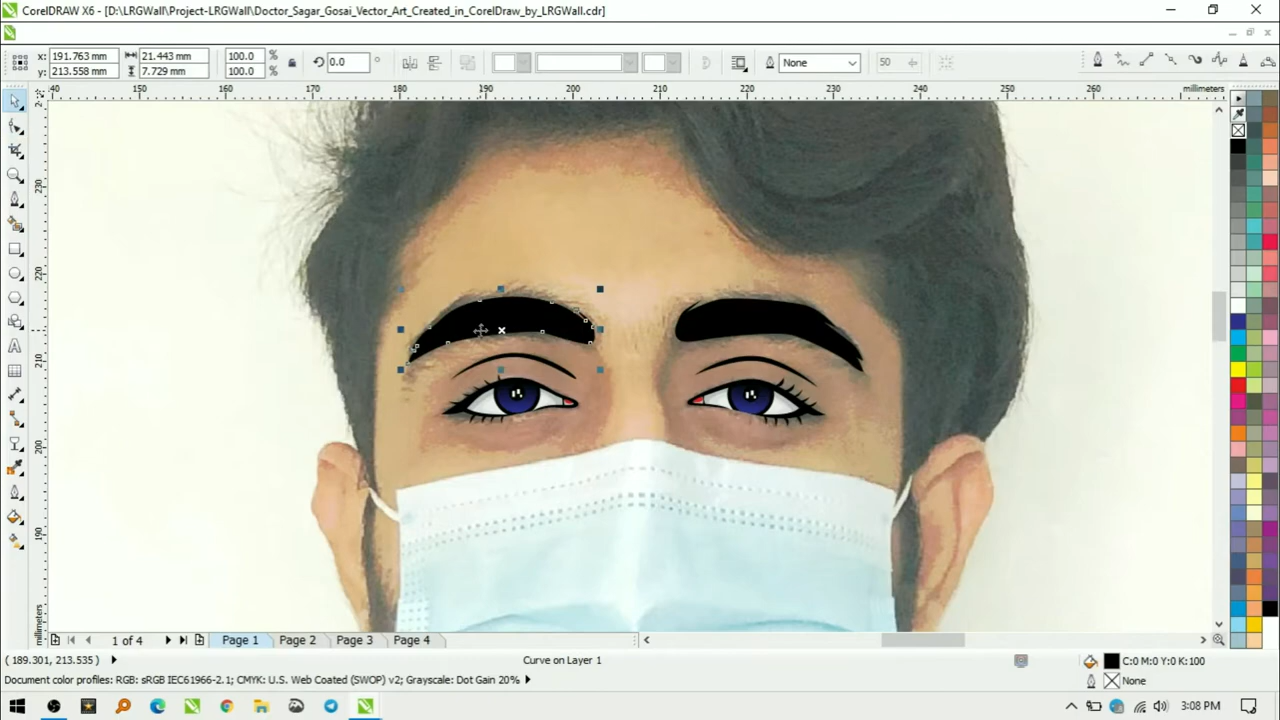 CorelDRAW X6 - [D:\LRGWall\Project-LRGWall\Doctor_Sagar_Gosai_Vector_Art_Created_in_CorelDraw_by_LRGWall.cdr]
x: 191.763 mm 21.443 mm 100.0 % 0.0 ° None 50
y: 213.558 mm 7.729 mm 100.0 %
40 150 160 170 180 190 200 210 220 230 240 250 260 millimeters
230
220
210
200
190
millimeters
1 of 4 Page 1 Page 2 Page 3 Page 4
(189.301, 213.535) Curve on Layer 1 C:0 M:0 Y:0 K:100
Document color profiles: RGB: sRGB IEC61966-2.1; CMYK: U.S. Web Coated (SWOP) v2; Grayscale: Dot Gain 20% None
3:08 PM